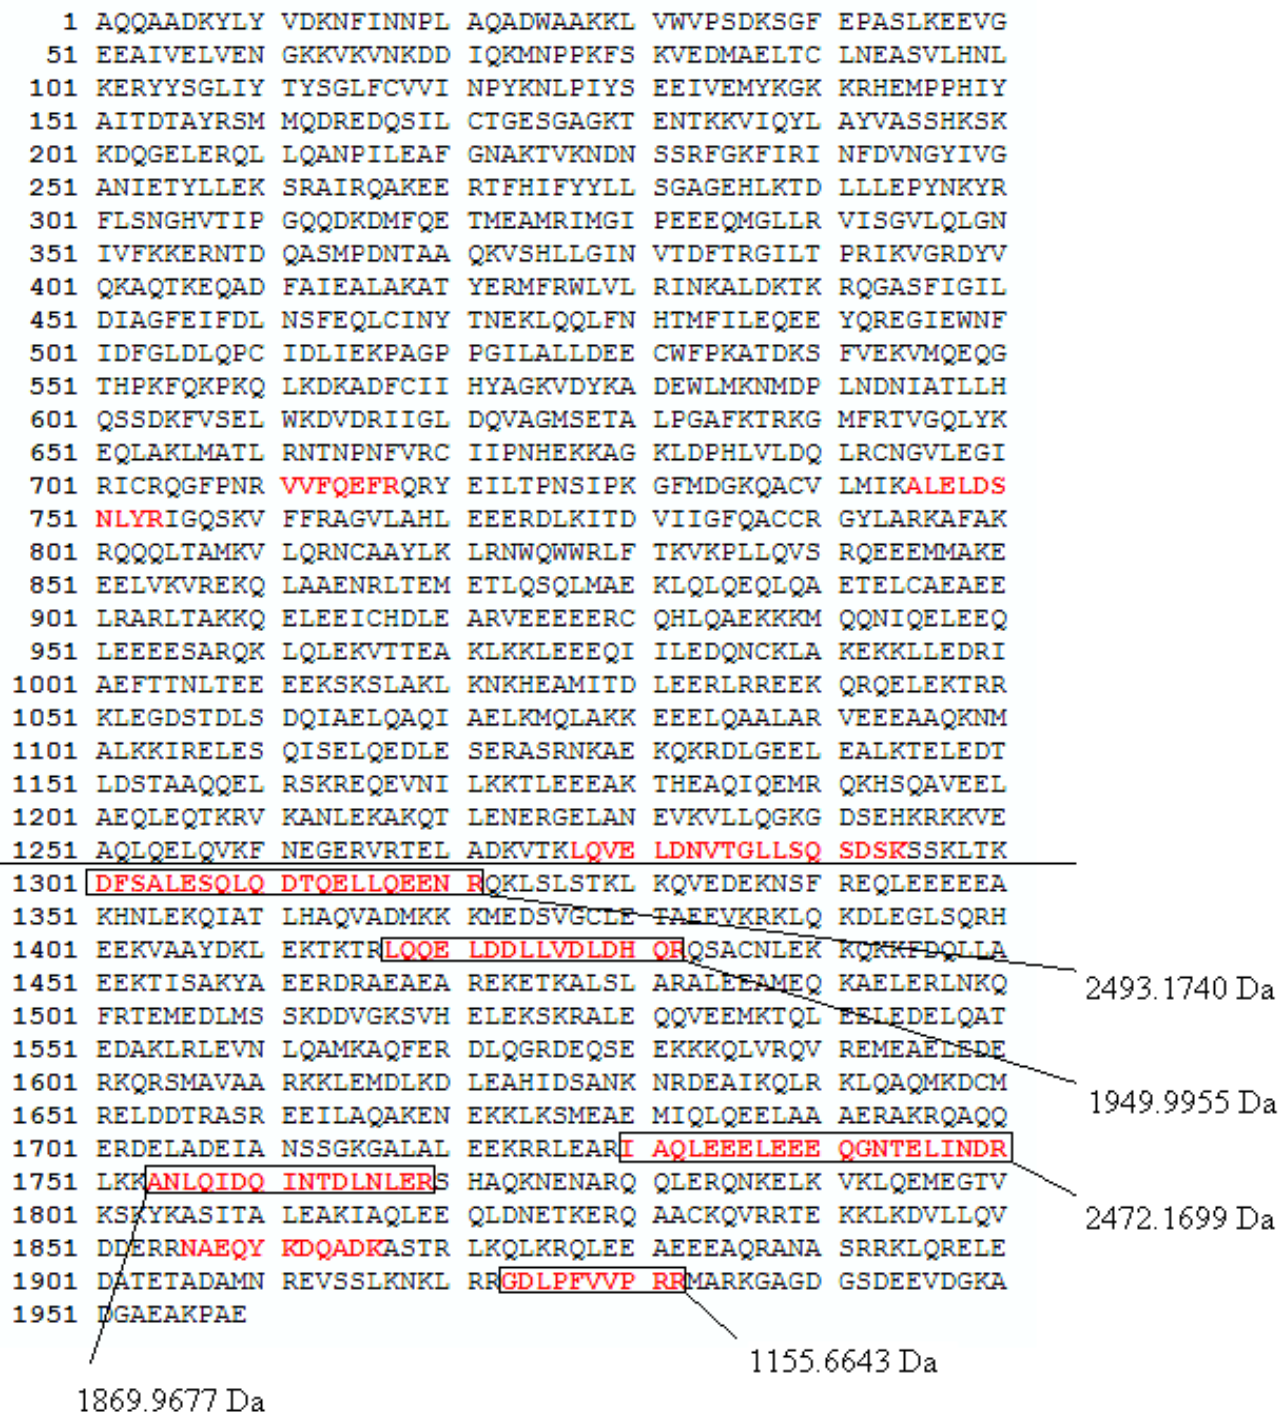 1 AQQAADKYLY VDKNFINNPL AQADWAAKKL VWVPSDKSGF EPASLKEEVG
51 EEAIVELVEN GKKVKVNKDD IQKMNPPKFS KVEDMAELTC LNEASVLHNL
101 KERYYSGLIY TYSGLFCVVI NPYKNLPIYS EEIVEMYKGK KRHEMPPHIY
151 AITDTAYRSM MQDREDQSIL CTGESGAGKT ENTKKVIQYL AYVASSHKSK
201 KDQGELERQL LQANPILEAF GNAKTVKNDN SSRFGKFIRI NFDVNGYIVG
251 ANIETYLLEK SRAIRQAKEE RTFHIFYYLL SGAGEHLKTD LLLEPYNKYR
301 FLSNGHVTIP GQQDKDMFQE TMEAMRIMGI PEEEQMGLLR VISGVLQLGN
351 IVFKKERNTD QASMPDNTAA QKVSHLLGIN VTDFTRGILT PRIKVGRDYV
401 QKAQTKEQAD FAIEALAKAT YERMFRWLVL RINKALDKTK RQGASFIGIL
451 DIAGFEIFDL NSFEQLCINY TNEKLQQLFN HTMFILEQEE YQREGIEWNF
501 IDFGLDLQPC IDLIEKPAGP PGILALLDEE CWFPKATDKS FVEKVMQEQG
551 THPKFQKPKQ LKDKADFCII HYAGKVDYKA DEWLMKNMDP LNDNIATLLH
601 QSSDKFVSEL WKDVDRIIGL DQVAGMSETA LPGAFKTRKG MFRTVGQLYK
651 EQLAKLMATL RNTNPNFVRC IIPNHEKKAG KLDPHLVLDQ LRCNGVLEGI
701 RICRQGFPNR VVFQEFRQRY EILTPNSIPK GFMDGKQACV LMIKALELDS
751 NLYRIGQSKV FFRAGVLAHL EEERDLKITD VIIGFQACCR GYLARKAFAK
801 RQQQLTAMKV LQRNCAAYLK LRNWQWWRLF TKVKPLLQVS RQEEEMMAKE
851 EELVKVREKQ LAAENRLTEM ETLQSQLMAE KLQLQEQLQA ETELCAEAEE
901 LRARLTAKKQ ELEEICHDLE ARVEEEEERC QHLQAEKKKM QQNIQELEEQ
951 LEEEESARQK LQLEKVTTEA KLKKLEEEQI ILEDQNCKLA KEKKLLEDRI
1001 AEFTTNLTEE EEKSKSLAKL KNKHEAMITD LEERLRREEK QRQELEKTRR
1051 KLEGDSTDLS DQIAELQAQI AELKMQLAKK EEELQAALAR VEEEAAQKNM
1101 ALKKIRELES QISELQEDLE SERASRNKAE KQKRDLGEEL EALKTELEDT
1151 LDSTAAQQEL RSKREQEVNI LKKTLEEEAK THEAQIQEMR QKHSQAVEEL
1201 AEQLEQTKRV KANLEKAKQT LENERGELAN EVKVLLQGKG DSEHKRKKVE
1251 AQLQELQVKF NEGERVRTEL ADKVTKLQVE LDNVTGLLSQ SDSKSSKLTK
1301 DFSALESQLQ DTQELLQEEN RQKLSLSTKL KQVEDEKNSF REQLEEEEEA
1351 KHNLEKQIAT LHAQVADMKK KMEDSVGCLE TAEEVKRKLQ KDLEGLSQRH
1401 EEKVAAYDKL EKTKTRLQQE LDDLLVDLDH QRQSACNLEK KQKKFDQLLA
1451 EEKTISAKYA EERDRAEAEA REKETKALSL ARALEEAMEQ KAELERLNKQ
2493.1740 Da
1501 FRTEMEDLMS SKDDVGKSVH ELEKSKRALE QQVEEMKTQL EELEDELQAT
1551 EDAKLRLEVN LQAMKAQFER DLQGRDEQSE EKKKQLVRQV REMEAELEDE
1601 RKQRSMAVAA RKKLEMDLKD LEAHIDSANK NRDEAIKQLR KLQAQMKDCM
1949.9955 Da
1651 RELDDTRASR EEILAQAKEN EKKLKSMEAE MIQLQEELAA AERAKRQAQQ
1701 ERDELADEIA NSSGKGALAL EEKRRLEARI AQLEEELEEE QGNTELINDR
1751 LKKANLQIDQ INTDLNLERS HAQKNENARQ QLERQNKELK VKLQEMEGTV
1801 KSKYKASITA LEAKIAQLEE QLDNETKERQ AACKQVRRTE KKLKDVLLQV
2472.1699 Da
1851 DDERRNAEQY KDQADKASTR LKQLKRQLEE AEEEAQRANA SRRKLQRELE
1901 DATETADAMN REVSSLKNKL RRGDLPFVVP RRMARKGAGD GSDEEVDGKA
1951 DGAEAKPAE
1155.6643 Da
1869.9677 Da